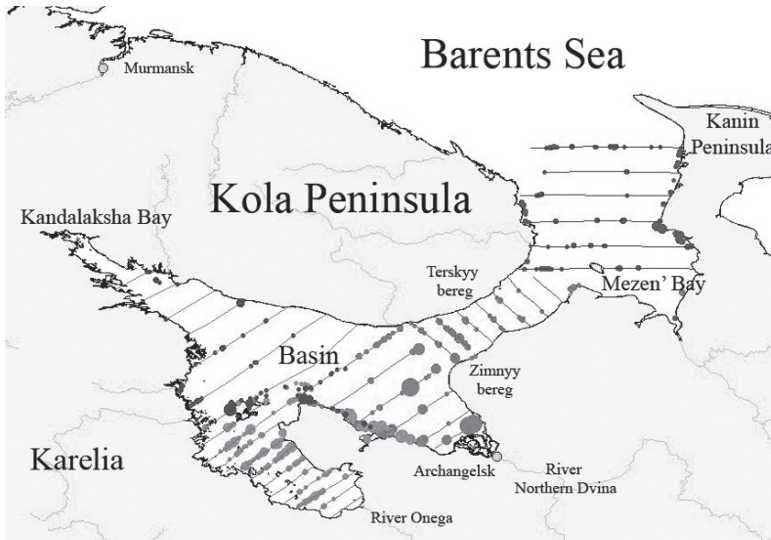 Barents Sea
Murmansk
Kanin
Peninsula
Kola Peninsula
Kandalaksha Bay
Terskyy
bereg
Mezen' Bay
Basin
Zimnyy
bereg
Karelia
Archangelsk
River
Northern Dvina
River Onega